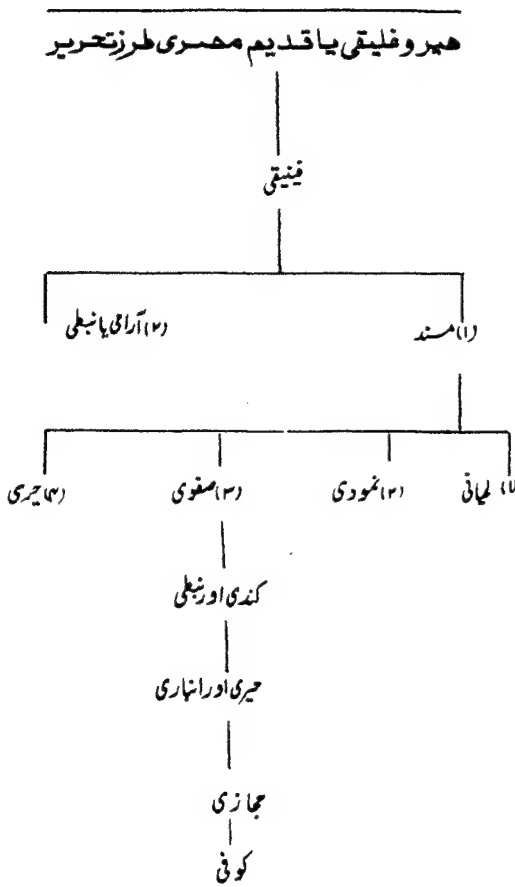 ھیروغلیقی یا قدیم مصری طرزِ تحریر
فینیقی
(۱) مسند (۲) آرامی یا نبطی
(۱) لحیانی (۲) ثمودی (۳) صفوی (۴) حیری
کندی اور نبطی
حیری اور انباری
حجازی
کوفی